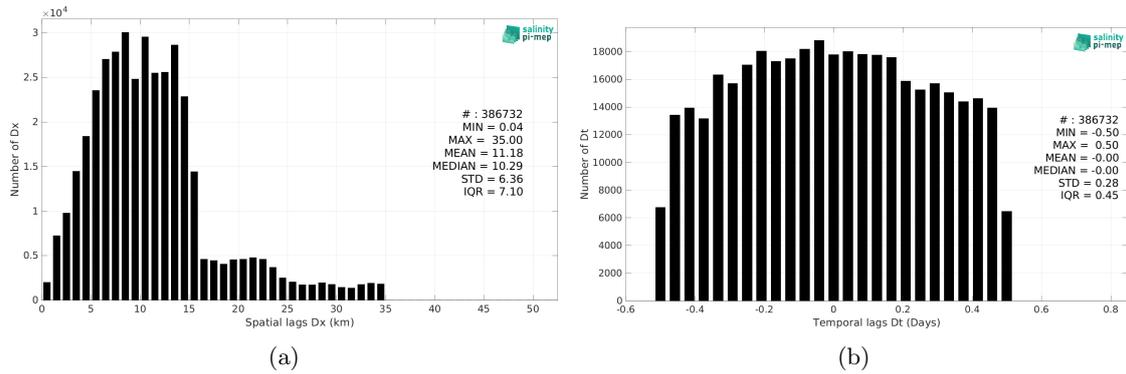 ×10⁴
3
2.5
2
1.5
1
0.5
0
Number of Dx
0 5 10 15 20 25 30 35 40 45 50
Spatial lags Dx (km)
salinity
pi-mep
# : 386732
MIN = 0.04
MAX = 35.00
MEAN = 11.18
MEDIAN = 10.29
STD = 6.36
IQR = 7.10
(a)
18000
16000
14000
12000
10000
8000
6000
4000
2000
0
Number of Dt
-0.6 -0.4 -0.2 0 0.2 0.4 0.6 0.8
Temporal lags Dt (Days)
salinity
pi-mep
# : 386732
MIN = -0.50
MAX = 0.50
MEAN = -0.00
MEDIAN = -0.00
STD = 0.28
IQR = 0.45
(b)